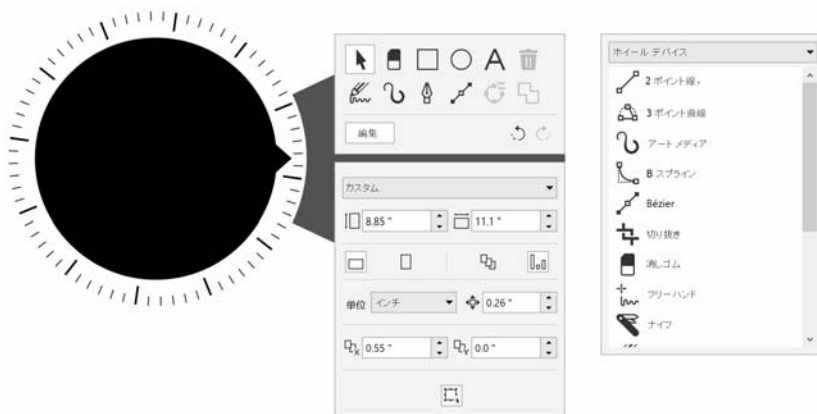 編集
カスタム
8.85 " 11.1 "
単位 インチ 0.26 "
X 0.55 " Y 0.0 "
ホイール デバイス
2 ポイント線。
3 ポイント曲線
アートメディア
B スプライン
Bézier
切り抜き
消しゴム
フリーハンド
ナイフ